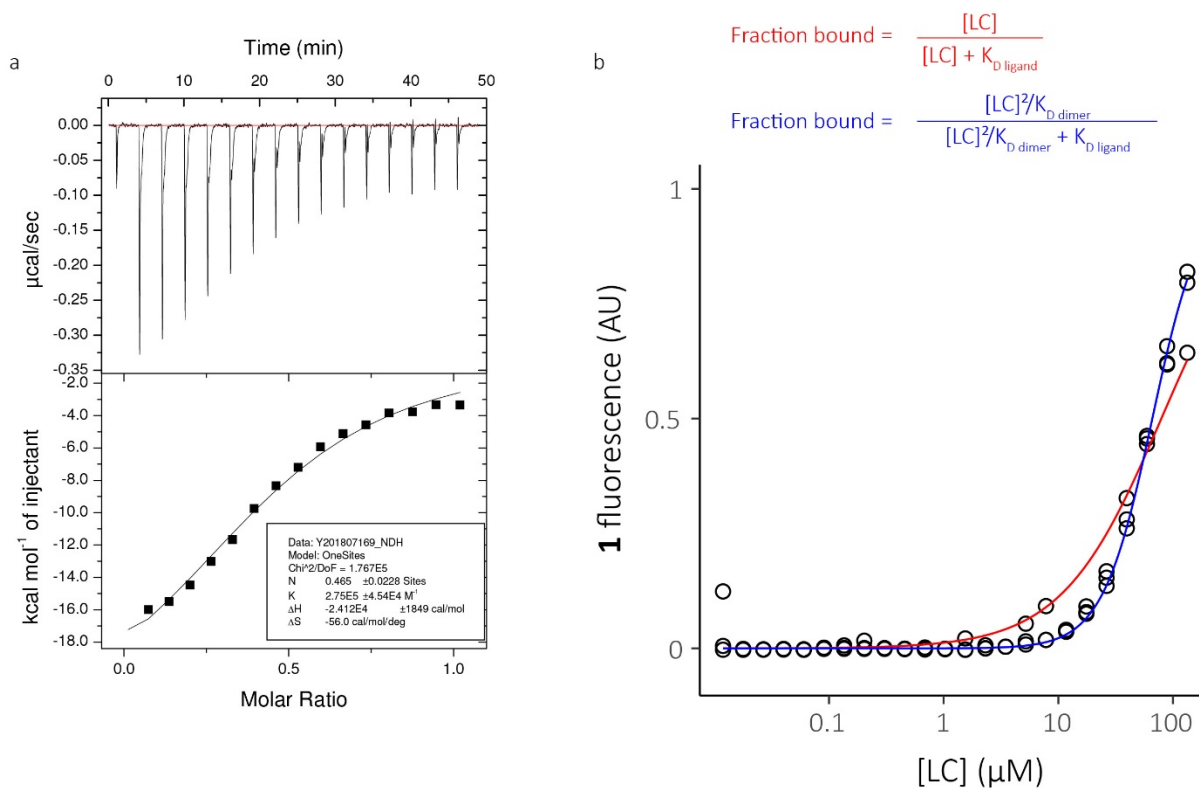 a
Time (min)
0 10 20 30 40 50
0.00
-0.05
-0.10
-0.15
-0.20
-0.25
-0.30
-0.35
µcal/sec
-2.0
-4.0
-6.0
-8.0
-10.0
-12.0
-14.0
-16.0
-18.0
kcal mol⁻¹ of injectant
Data: Y201807169_NDH
Model: OneSites
Chi^2/DoF = 1.767E5
N 0.465 ±0.0228 Sites
K 2.75E5 ±4.54E4 M⁻¹
ΔH -2.412E4 ±1849 cal/mol
ΔS -56.0 cal/mol/deg
0.0 0.5 1.0
Molar Ratio
b
Fraction bound = [LC] / [LC] + K_D ligand
Fraction bound = [LC]²/K_D dimer / [LC]²/K_D dimer + K_D ligand
1
0.5
0
1 fluorescence (AU)
0.1 1 10 100
[LC] (µM)